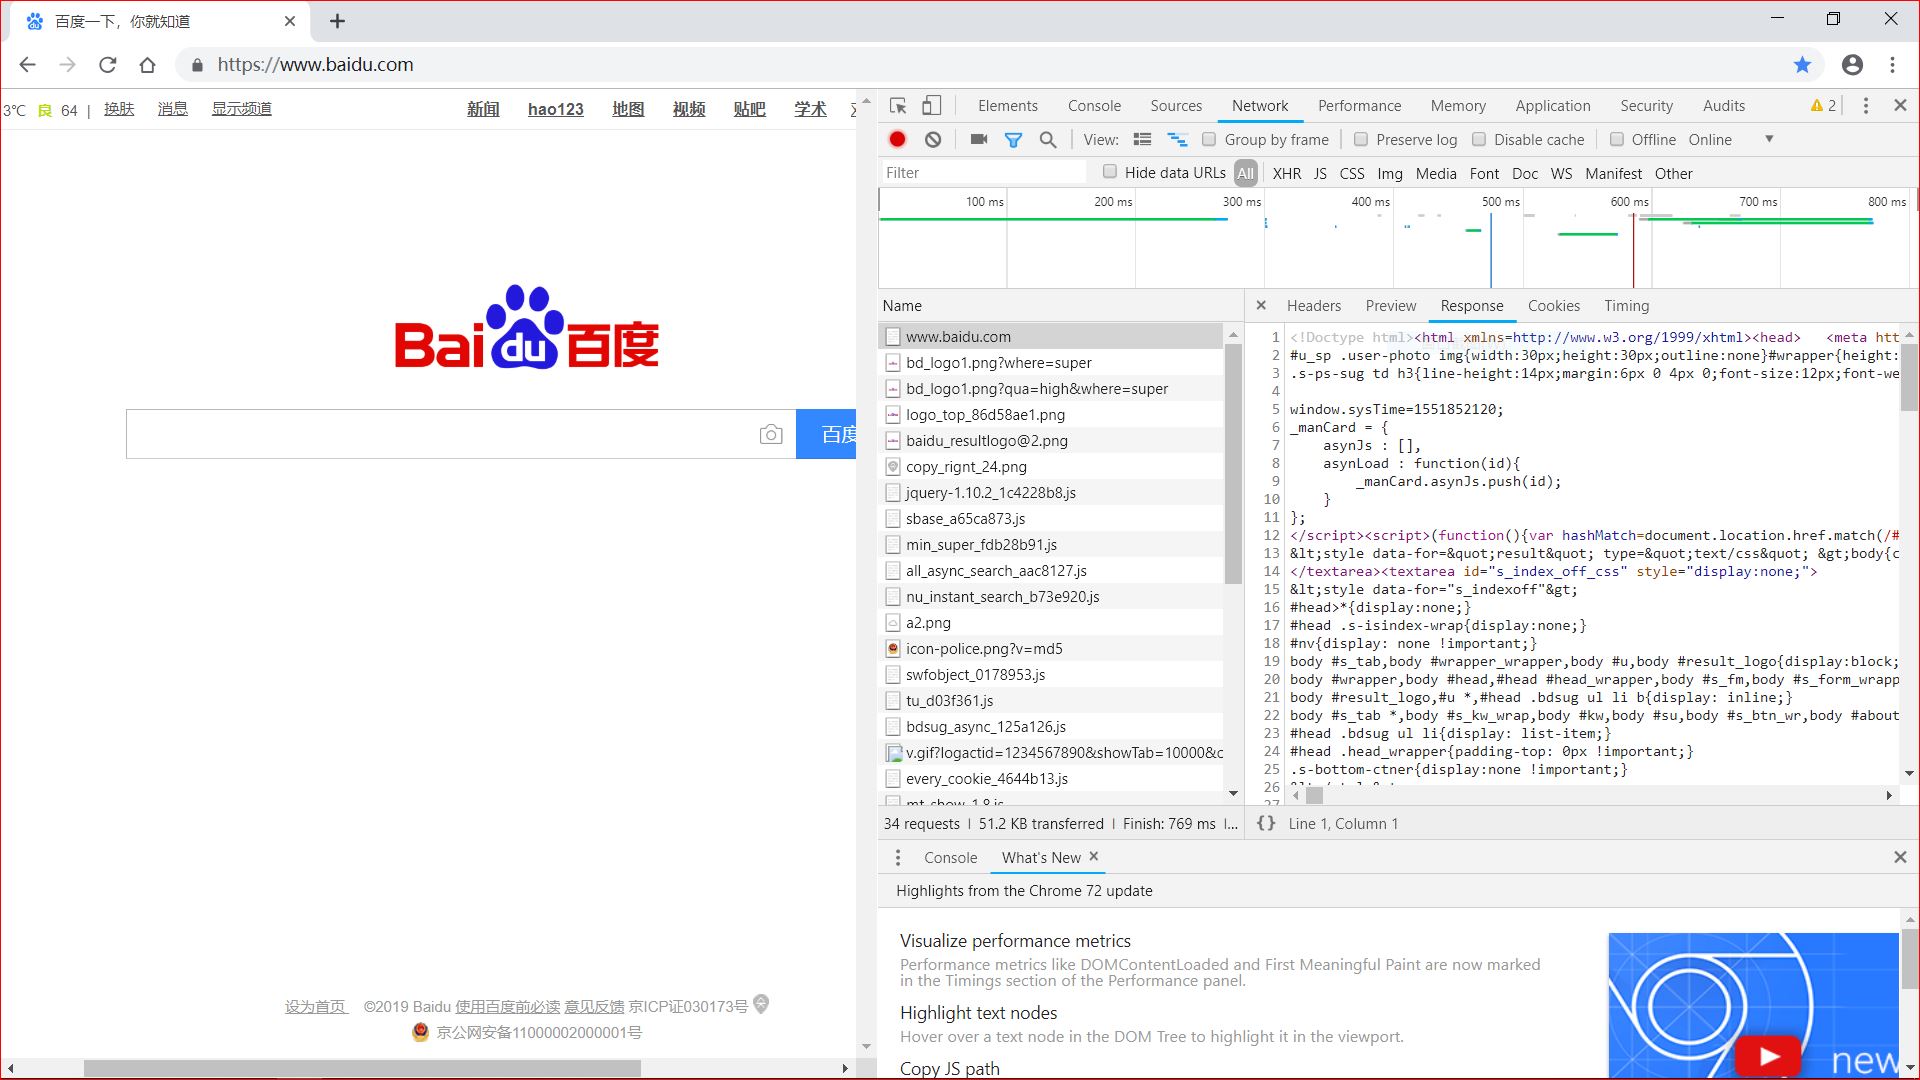 百度一下，你就知道
https://www.baidu.com
3℃ 良 64 | 换肤 消息 显示频道 新闻 hao123 地图 视频 贴吧 学术
Bai du 百度
百度
设为首页 ©2019 Baidu 使用百度前必读 意见反馈 京ICP证030173号
京公网安备11000002000001号
Elements Console Sources Network Performance Memory Application Security Audits 2
View: Group by frame Preserve log Disable cache Offline Online
Filter Hide data URLs All XHR JS CSS Img Media Font Doc WS Manifest Other
100 ms 200 ms 300 ms 400 ms 500 ms 600 ms 700 ms 800 ms
Name
www.baidu.com
bd_logo1.png?where=super
bd_logo1.png?qua=high&where=super
logo_top_86d58ae1.png
baidu_resultlogo@2.png
copy_rignt_24.png
jquery-1.10.2_1c4228b8.js
sbase_a65ca873.js
min_super_fdb28b91.js
all_async_search_aac8127.js
nu_instant_search_b73e920.js
a2.png
icon-police.png?v=md5
swfobject_0178953.js
tu_d03f361.js
bdsug_async_125a126.js
v.gif?logactid=1234567890&showTab=10000&c
every_cookie_4644b13.js
mt_show_1.8.js
34 requests | 51.2 KB transferred | Finish: 769 ms | ...
Headers Preview Response Cookies Timing
1 <!Doctype html><html xmlns=http://www.w3.org/1999/xhtml><head> <meta htt
2 #u_sp .user-photo img{width:30px;height:30px;outline:none}#wrapper{height:
3 .s-ps-sug td h3{line-height:14px;margin:6px 0 4px 0;font-size:12px;font-we
4
5 window.sysTime=1551852120;
6 _manCard = {
7 asynJs : [],
8 asynLoad : function(id){
9 _manCard.asynJs.push(id);
10 }
11 };
12 </script><script>(function(){var hashMatch=document.location.href.match(/#
13 &lt;style data-for=&quot;result&quot; type=&quot;text/css&quot; &gt;body{c
14 </textarea><textarea id="s_index_off_css" style="display:none;">
15 &lt;style data-for="s_indexoff"&gt;
16 #head>*{display:none;}
17 #head .s-isindex-wrap{display:none;}
18 #nv{display: none !important;}
19 body #s_tab,body #wrapper_wrapper,body #u,body #result_logo{display:block;
20 body #wrapper,body #head,#head #head_wrapper,body #s_fm,body #s_form_wrapp
21 body #result_logo,#u *,#head .bdsug ul li b{display: inline;}
22 body #s_tab *,body #s_kw_wrap,body #kw,body #su,body #s_btn_wr,body #about
23 #head .bdsug ul li{display: list-item;}
24 #head .head_wrapper{padding-top: 0px !important;}
25 .s-bottom-ctner{display:none !important;}
26
27
{} Line 1, Column 1
Console What's New
Highlights from the Chrome 72 update
Visualize performance metrics
Performance metrics like DOMContentLoaded and First Meaningful Paint are now marked
in the Timings section of the Performance panel.
Highlight text nodes
Hover over a text node in the DOM Tree to highlight it in the viewport.
Copy JS path
new